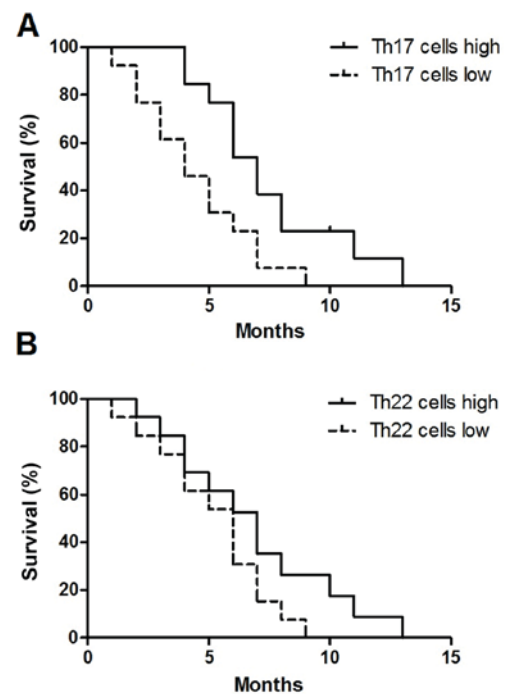 A
100
80
60
40
20
0
Survival (%)
Th17 cells high
Th17 cells low
0 5 10 15
Months
B
100
80
60
40
20
0
Survival (%)
Th22 cells high
Th22 cells low
0 5 10 15
Months